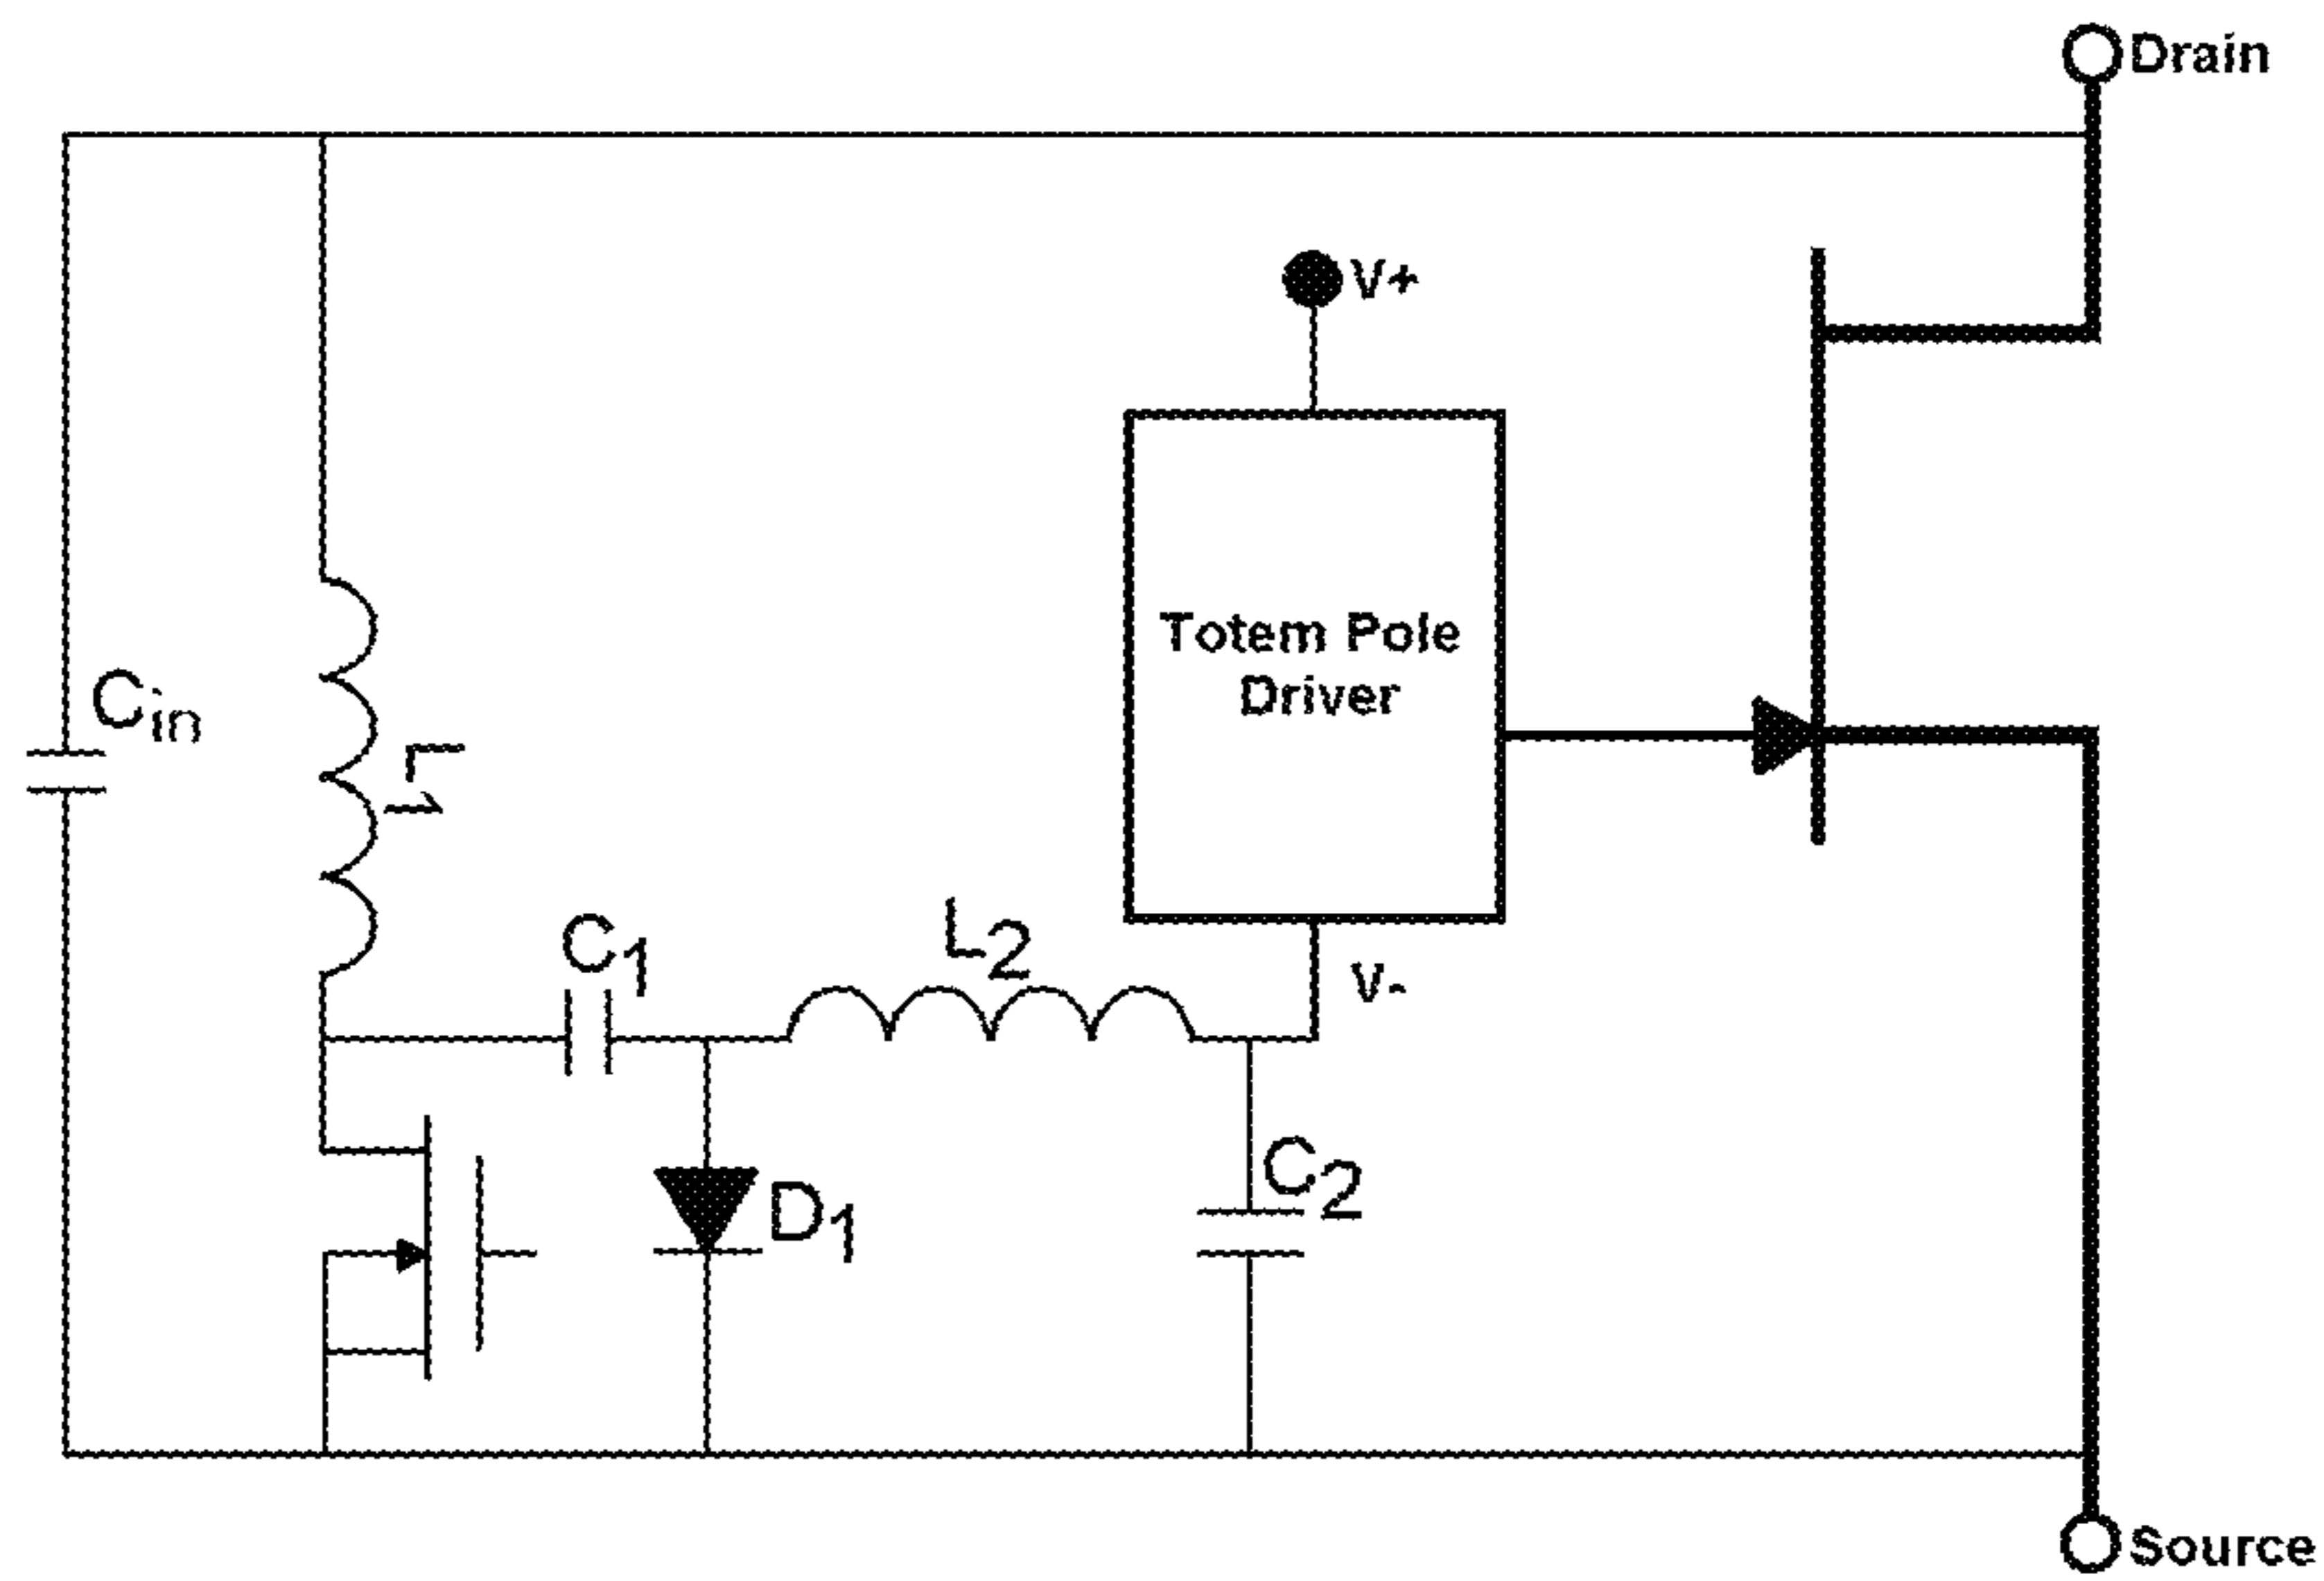 Drain
V+
Totem Pole
Driver
Cin
L1
C1
L2
V-
C2
D1
Source